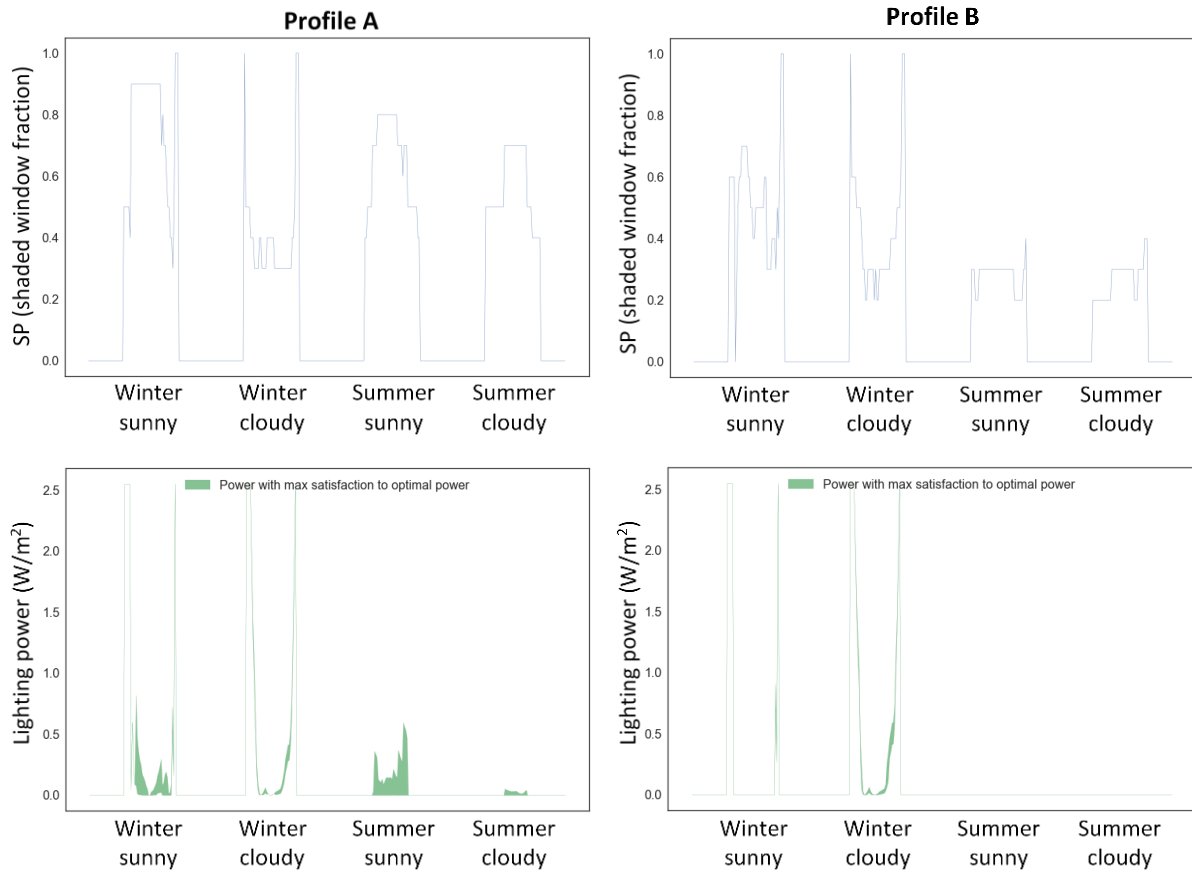 Profile A
SP (shaded window fraction)
1.0
0.8
0.6
0.4
0.2
0.0
Winter sunny
Winter cloudy
Summer sunny
Summer cloudy
Profile B
SP (shaded window fraction)
1.0
0.8
0.6
0.4
0.2
0.0
Winter sunny
Winter cloudy
Summer sunny
Summer cloudy
Power with max satisfaction to optimal power
Lighting power (W/m²)
2.5
2.0
1.5
1.0
0.5
0.0
Winter sunny
Winter cloudy
Summer sunny
Summer cloudy
Power with max satisfaction to optimal power
Lighting power (W/m²)
2.5
2.0
1.5
1.0
0.5
0.0
Winter sunny
Winter cloudy
Summer sunny
Summer cloudy